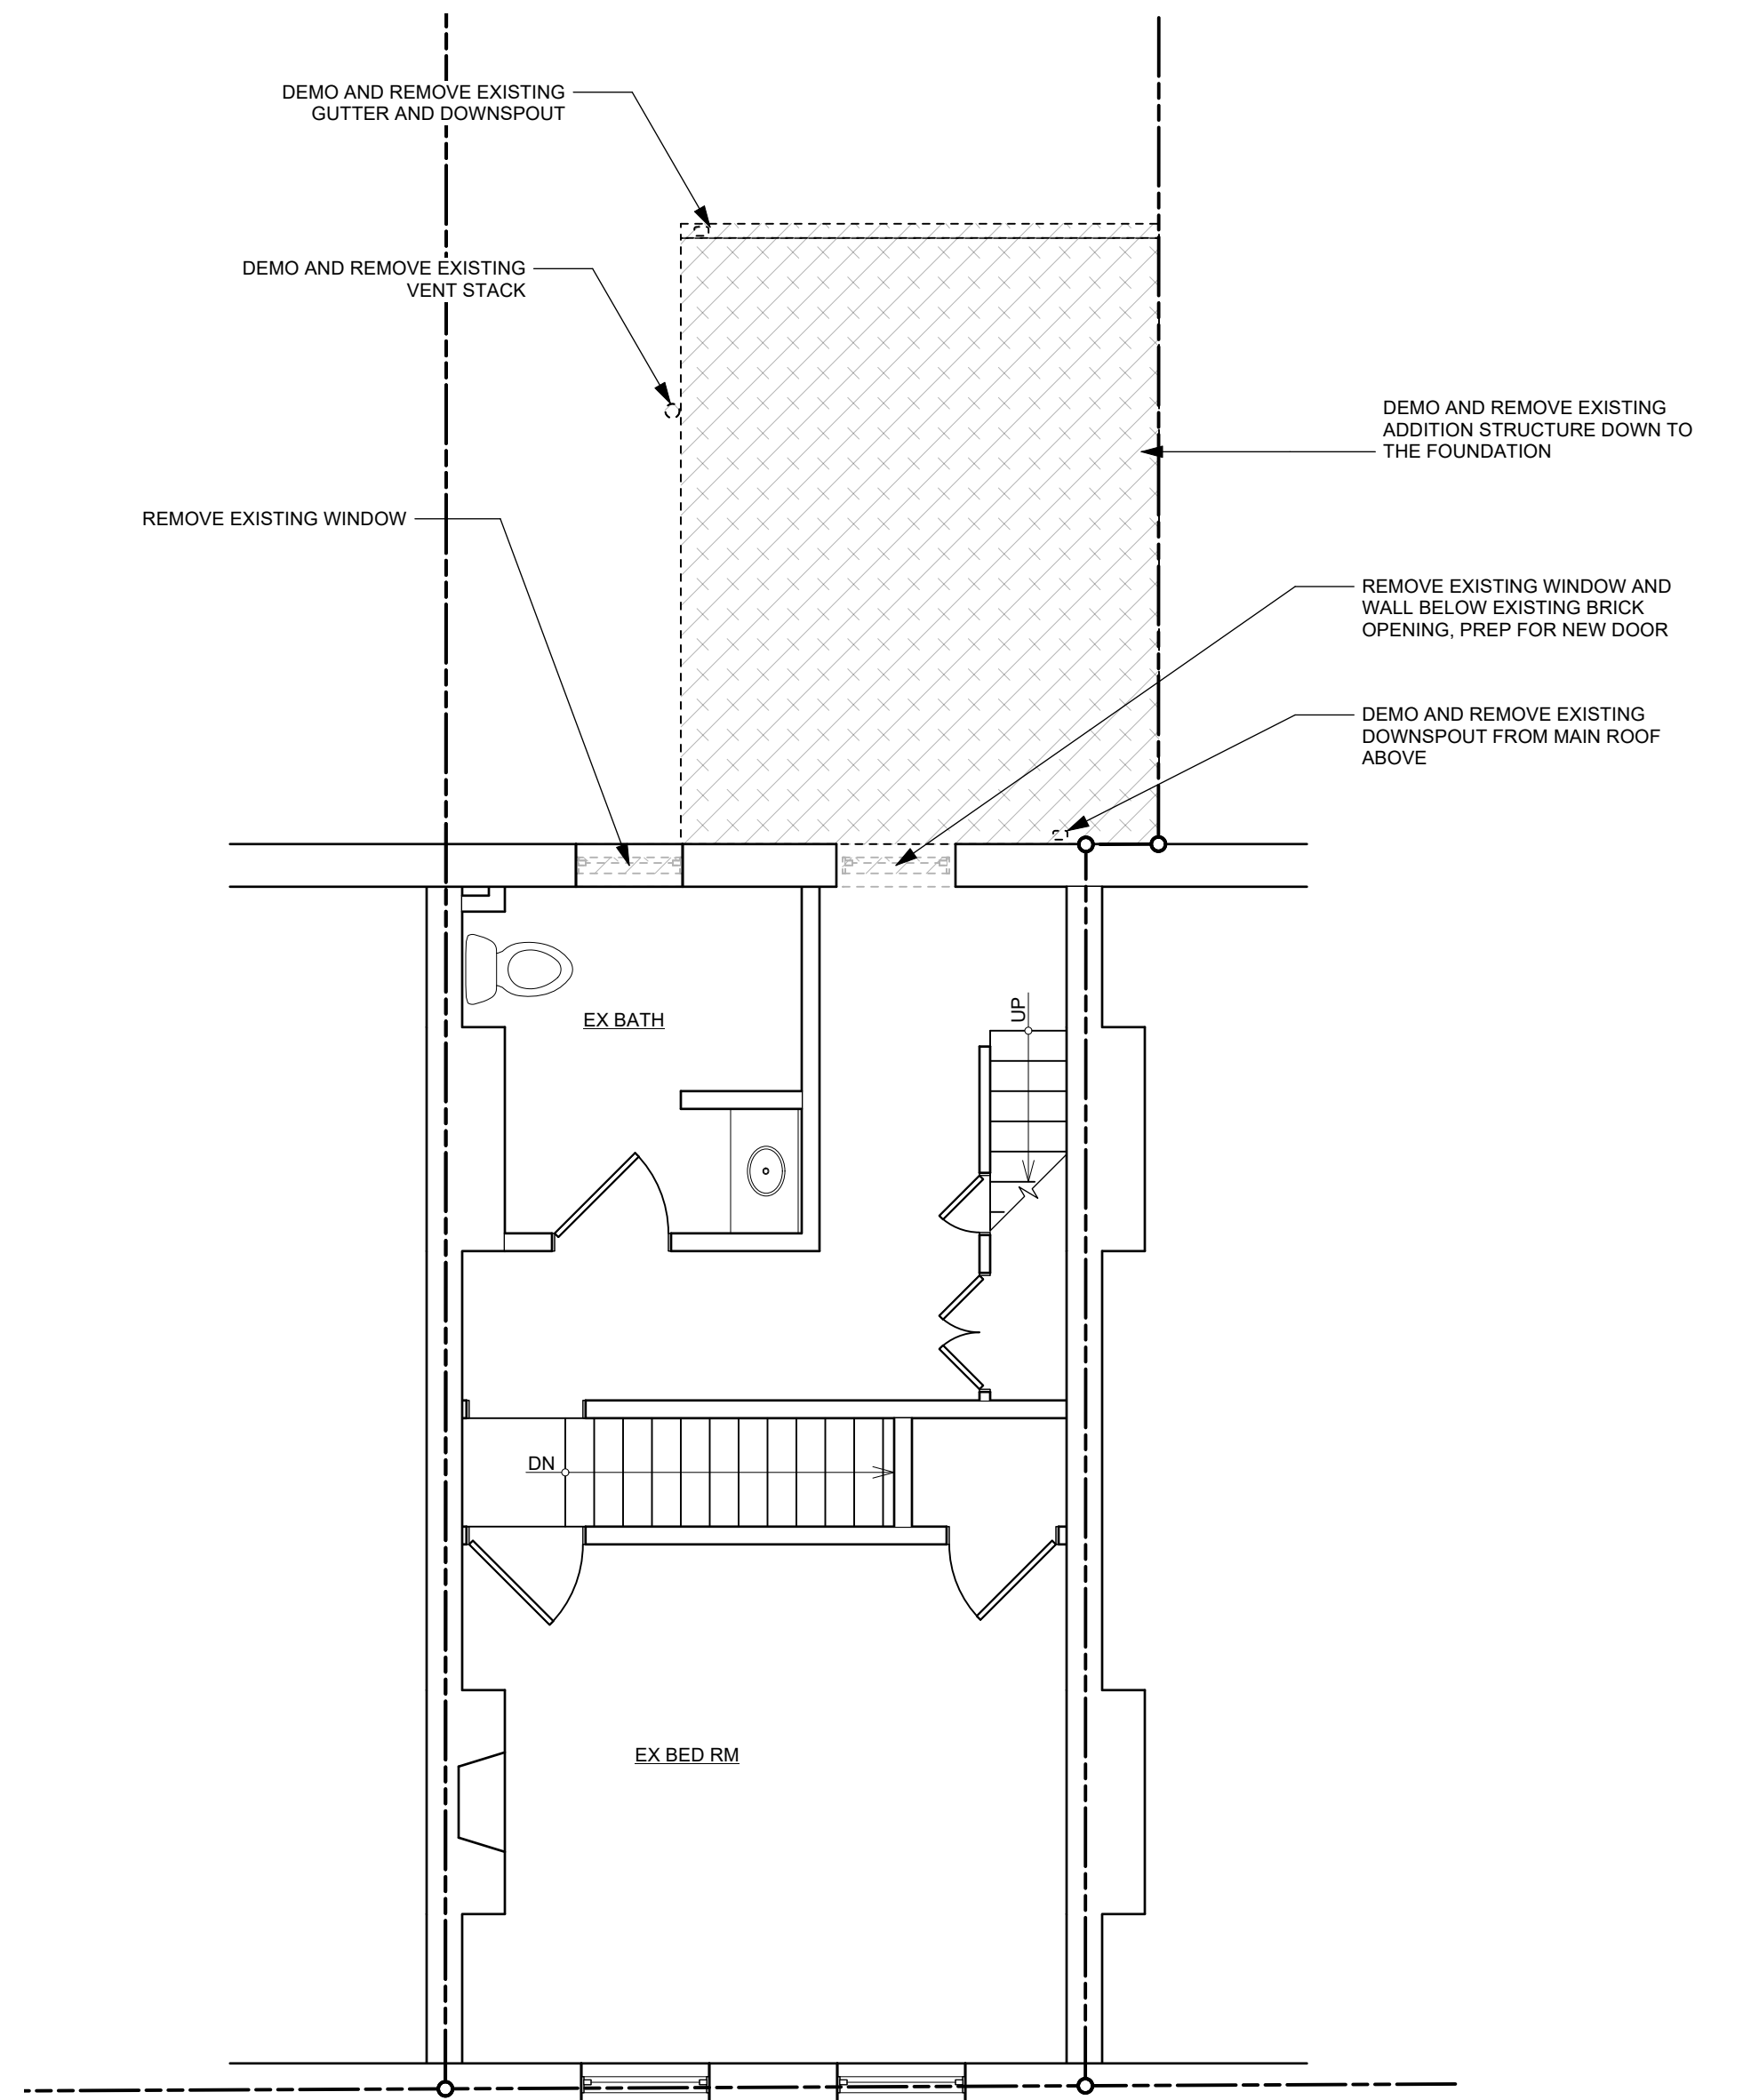 DEMO AND REMOVE EXISTING
GUTTER AND DOWNSPOUT
DEMO AND REMOVE EXISTING
VENT STACK
DEMO AND REMOVE EXISTING
ADDITION STRUCTURE DOWN TO
THE FOUNDATION
REMOVE EXISTING WINDOW
REMOVE EXISTING WINDOW AND
WALL BELOW EXISTING BRICK
OPENING, PREP FOR NEW DOOR
DEMO AND REMOVE EXISTING
DOWNSPOUT FROM MAIN ROOF
ABOVE
UP
EX BATH
DN
EX BED RM